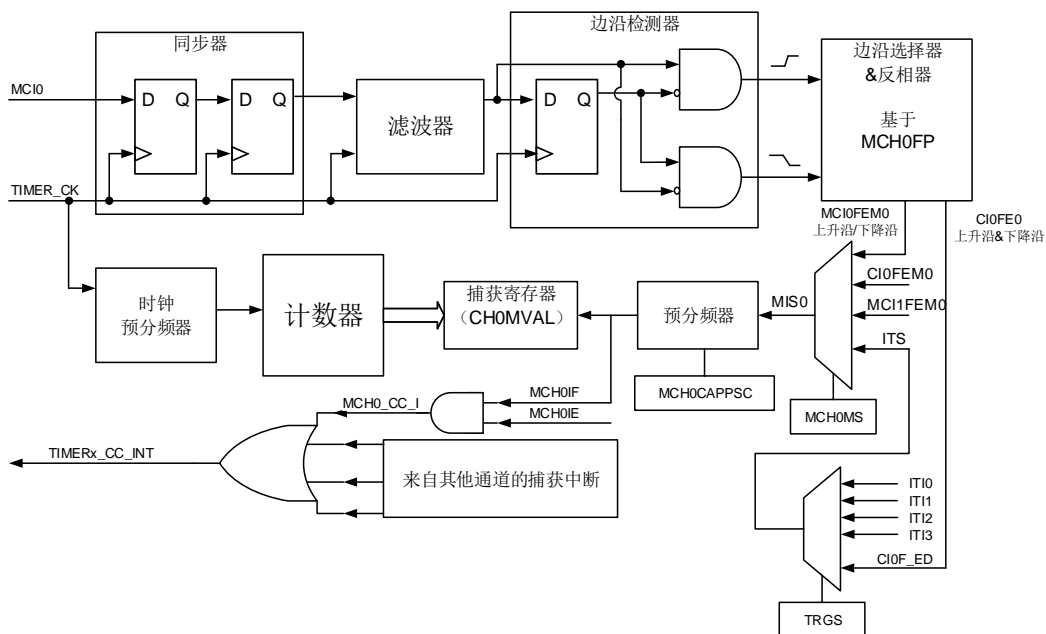 同步器
边沿检测器
边沿选择器
&反相器
基于
MCH0FP
MCI0
D Q
D Q
滤波器
D Q
TIMER_CK
MCI0FEM0
上升沿/下降沿
CI0FE0
上升沿&下降沿
时钟
预分频器
计数器
捕获寄存器
（CH0MVAL）
预分频器
MIS0
CI0FEM0
MCI1FEM0
ITS
MCH0CAPPSC
MCH0MS
MCH0_CC_I
MCH0IF
MCH0IE
TIMERx_CC_INT
来自其他通道的捕获中断
ITI0
ITI1
ITI2
ITI3
CI0F_ED
TRGS